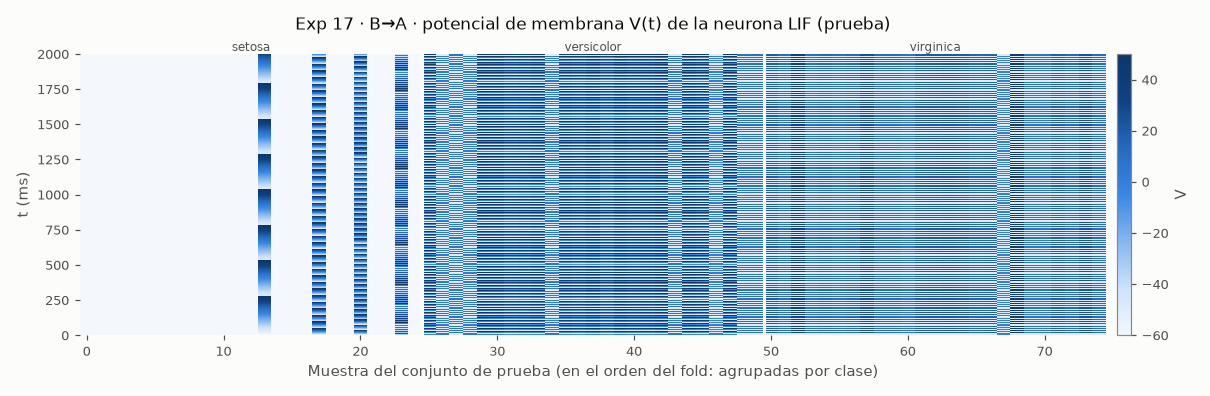 Exp 17 · B→A · potencial de membrana V(t) de la neurona LIF (prueba)
setosa versicolor virginica
2000
1750
1500
1250
1000
750
500
250
0
t (ms)
0 10 20 30 40 50 60 70
Muestra del conjunto de prueba (en el orden del fold: agrupadas por clase)
40
20
0
−20
−40
−60
V